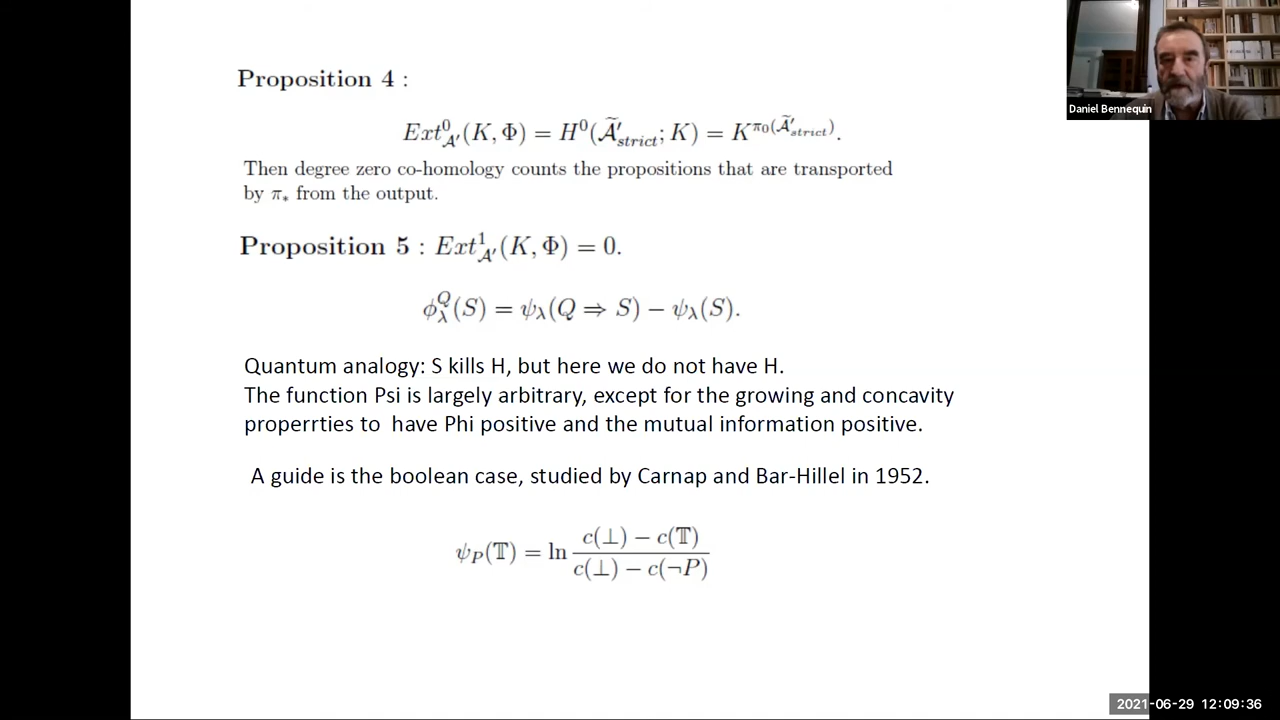 Proposition 4 :
Ext⁰_{𝒜′}(K, Φ) = H⁰(𝒜̃′_{strict}; K) = K^{π₀(𝒜̃′_{strict})}.
Then degree zero co-homology counts the propositions that are transported
by π⁎ from the output.
Proposition 5 : Ext¹_{𝒜′}(K, Φ) = 0.
ϕ^Q_λ(S) = ψ_λ(Q ⇒ S) − ψ_λ(S).
Quantum analogy: S kills H, but here we do not have H.
The function Psi is largely arbitrary, except for the growing and concavity
properrties to have Phi positive and the mutual information positive.
A guide is the boolean case, studied by Carnap and Bar-Hillel in 1952.
ψ_P(𝕋) = ln (c(⊥) − c(𝕋)) / (c(⊥) − c(¬P))
Daniel Bennequin
2021-06-29 12:09:36